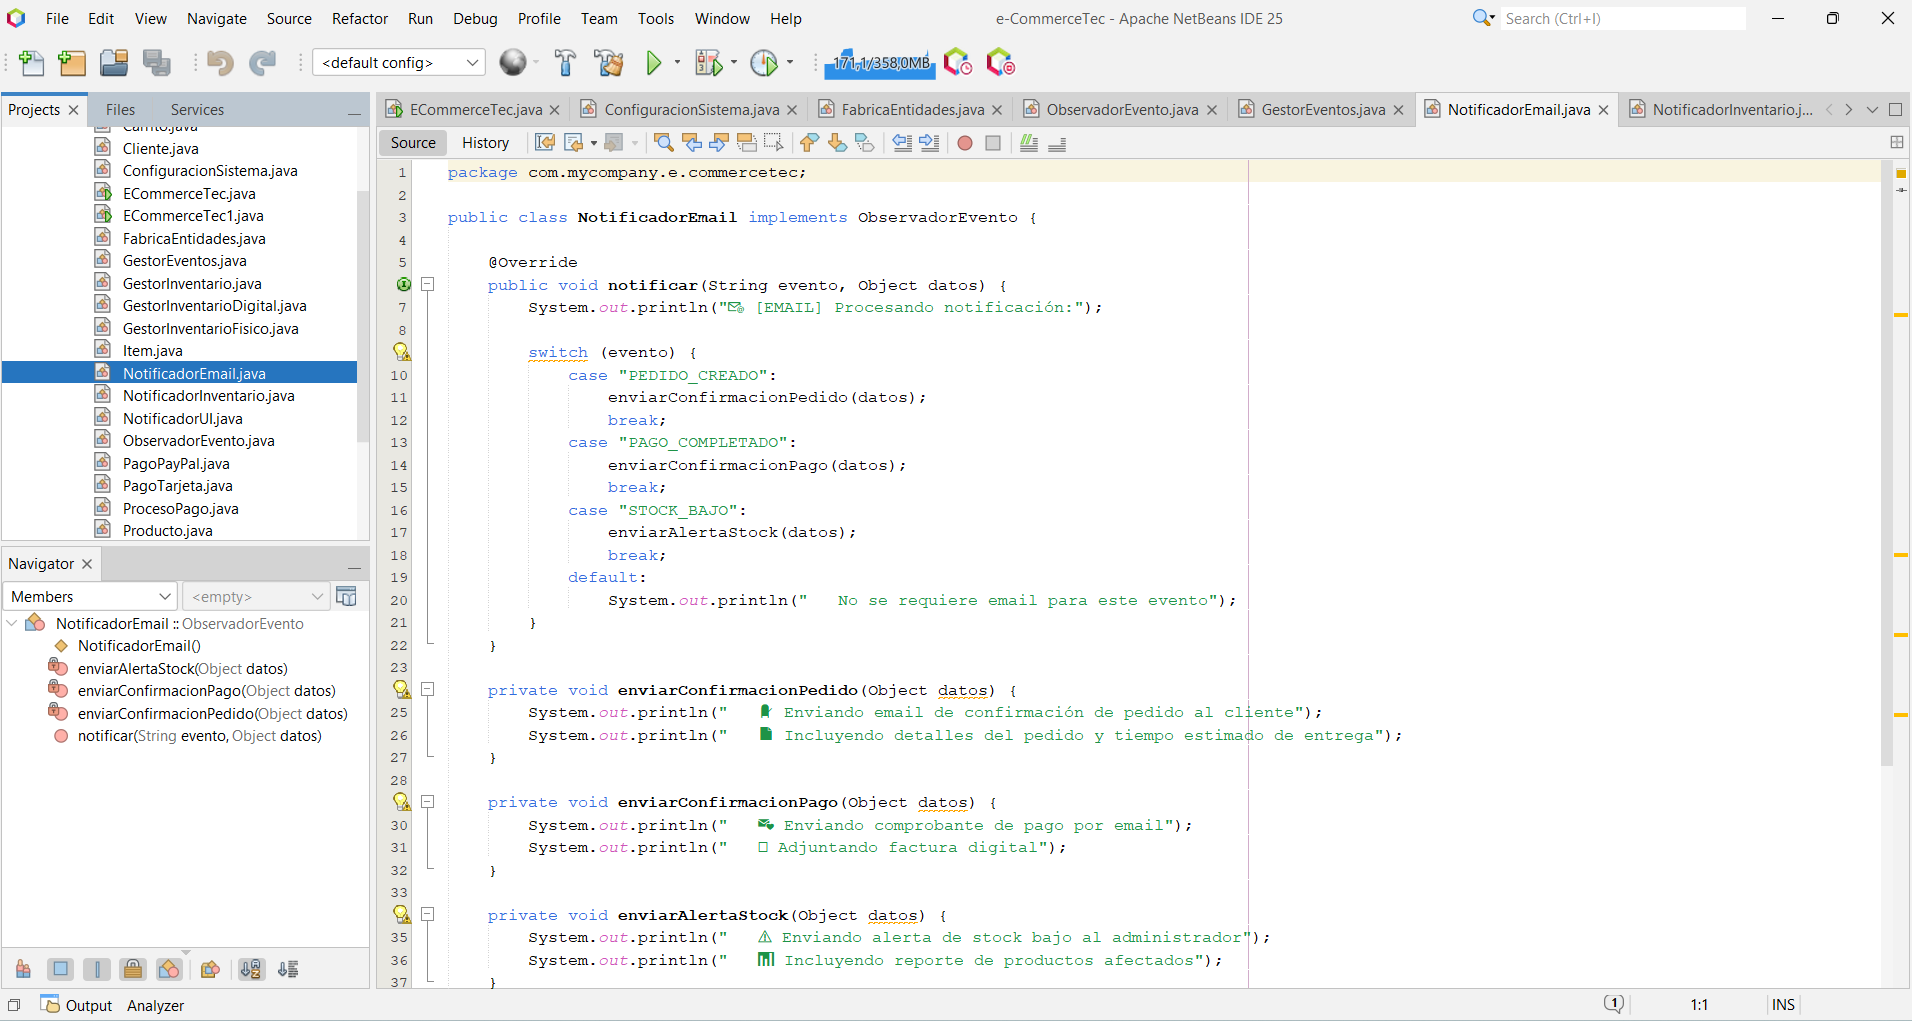 File Edit View Navigate Source Refactor Run Debug Profile Team Tools Window Help
e-CommerceTec - Apache NetBeans IDE 25
Search (Ctrl+I)
<default config>
171,1/358,0MB
Projects Files Services
Carrito.java
Cliente.java
ConfiguracionSistema.java
ECommerceTec.java
ECommerceTec1.java
FabricaEntidades.java
GestorEventos.java
GestorInventario.java
GestorInventarioDigital.java
GestorInventarioFisico.java
Item.java
NotificadorEmail.java
NotificadorInventario.java
NotificadorUI.java
ObservadorEvento.java
PagoPayPal.java
PagoTarjeta.java
ProcesoPago.java
Producto.java
Navigator
Members
<empty>
NotificadorEmail :: ObservadorEvento
NotificadorEmail()
enviarAlertaStock(Object datos)
enviarConfirmacionPago(Object datos)
enviarConfirmacionPedido(Object datos)
notificar(String evento, Object datos)
ECommerceTec.java ConfiguracionSistema.java FabricaEntidades.java ObservadorEvento.java GestorEventos.java NotificadorEmail.java NotificadorInventario.j...
Source History
1 package com.mycompany.e.commercetec;
2
3 public class NotificadorEmail implements ObservadorEvento {
4
5 @Override
public void notificar(String evento, Object datos) {
7 System.out.println("📧 [EMAIL] Procesando notificación:");
8
switch (evento) {
10 case "PEDIDO_CREADO":
11 enviarConfirmacionPedido(datos);
12 break;
13 case "PAGO_COMPLETADO":
14 enviarConfirmacionPago(datos);
15 break;
16 case "STOCK_BAJO":
17 enviarAlertaStock(datos);
18 break;
19 default:
20 System.out.println("   No se requiere email para este evento");
21 }
22 }
23
private void enviarConfirmacionPedido(Object datos) {
25 System.out.println("   Enviando email de confirmación de pedido al cliente");
26 System.out.println("   Incluyendo detalles del pedido y tiempo estimado de entrega");
27 }
28
private void enviarConfirmacionPago(Object datos) {
30 System.out.println("   Enviando comprobante de pago por email");
31 System.out.println("   Adjuntando factura digital");
32 }
33
private void enviarAlertaStock(Object datos) {
35 System.out.println("   ⚠ Enviando alerta de stock bajo al administrador");
36 System.out.println("   Incluyendo reporte de productos afectados");
37 }
Output Analyzer
1
1:1
INS